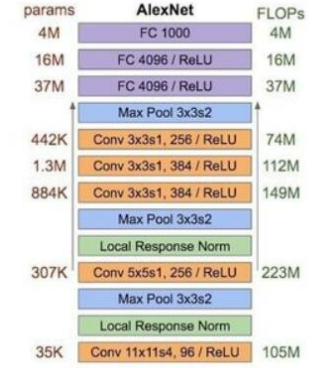 params AlexNet FLOPs
4M FC 1000 4M
16M FC 4096 / ReLU 16M
37M FC 4096 / ReLU 37M
Max Pool 3x3s2
442K Conv 3x3s1, 256 / ReLU 74M
1.3M Conv 3x3s1, 384 / ReLU 112M
884K Conv 3x3s1, 384 / ReLU 149M
Max Pool 3x3s2
Local Response Norm
307K Conv 5x5s1, 256 / ReLU 223M
Max Pool 3x3s2
Local Response Norm
35K Conv 11x11s4, 96 / ReLU 105M